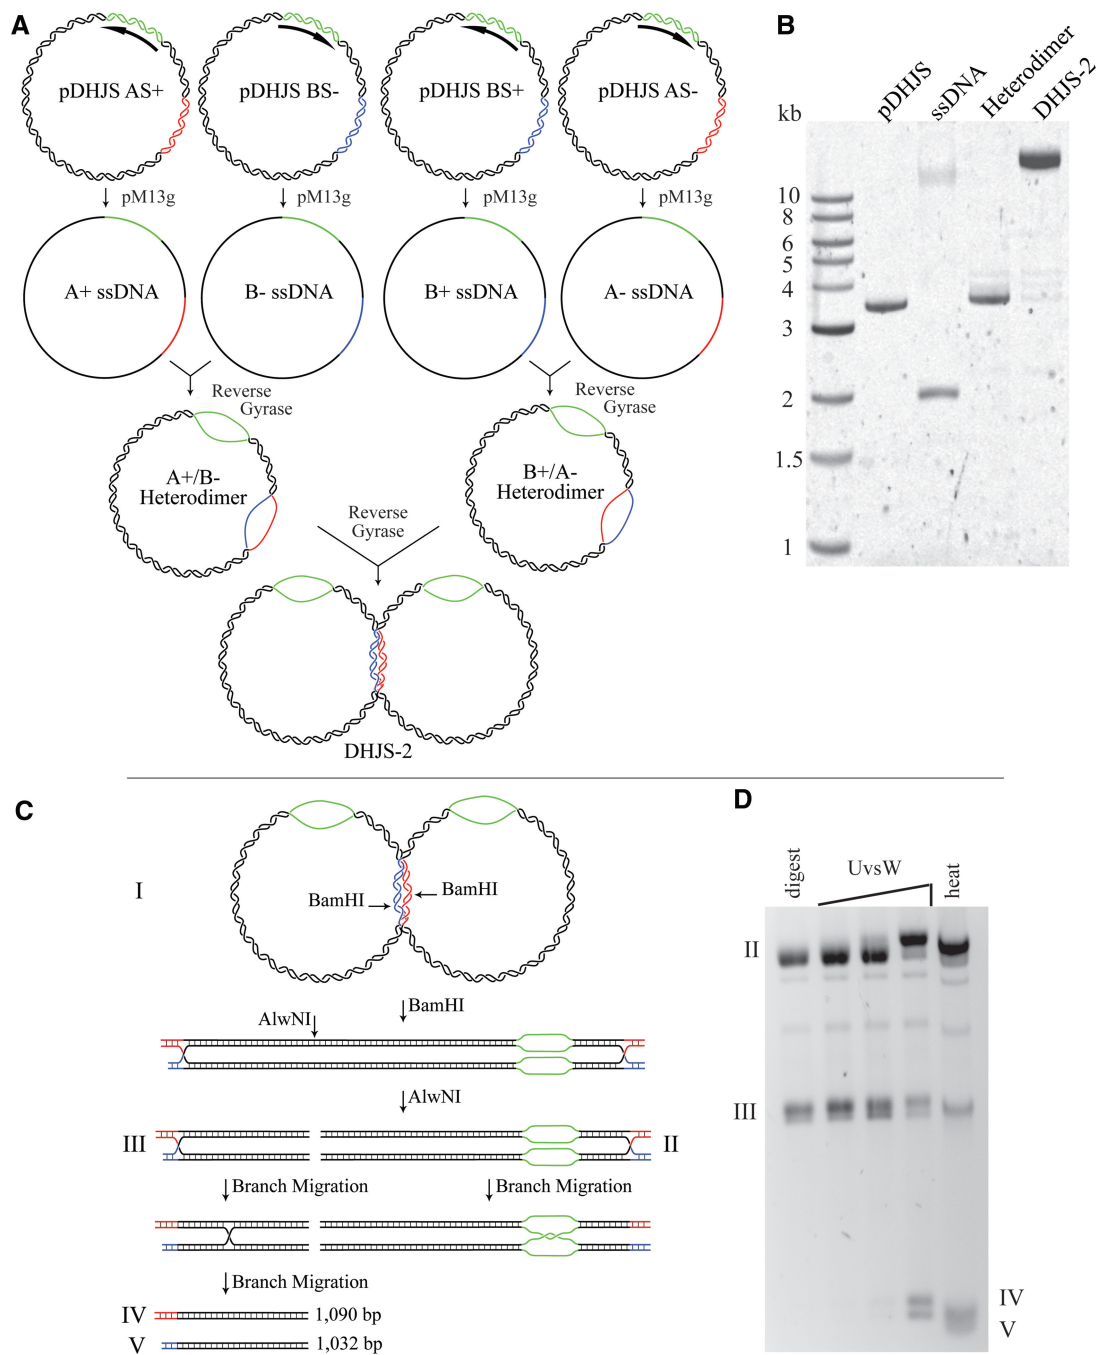 A
pDHJS AS+
pDHJS BS-
pDHJS BS+
pDHJS AS-
pM13g
pM13g
pM13g
pM13g
A+ ssDNA
B- ssDNA
B+ ssDNA
A- ssDNA
Reverse
Gyrase
Reverse
Gyrase
A+/B-
Heterodimer
B+/A-
Heterodimer
Reverse
Gyrase
DHJS-2
B
kb
pDHJS
ssDNA
Heterodimer
DHJS-2
10
8
6
5
4
3
2
1.5
1
C
I
BamHI
BamHI
BamHI
AlwNI
AlwNI
III
II
Branch Migration
Branch Migration
Branch Migration
IV
1,090 bp
V
1,032 bp
D
digest
UvsW
heat
II
III
IV
V